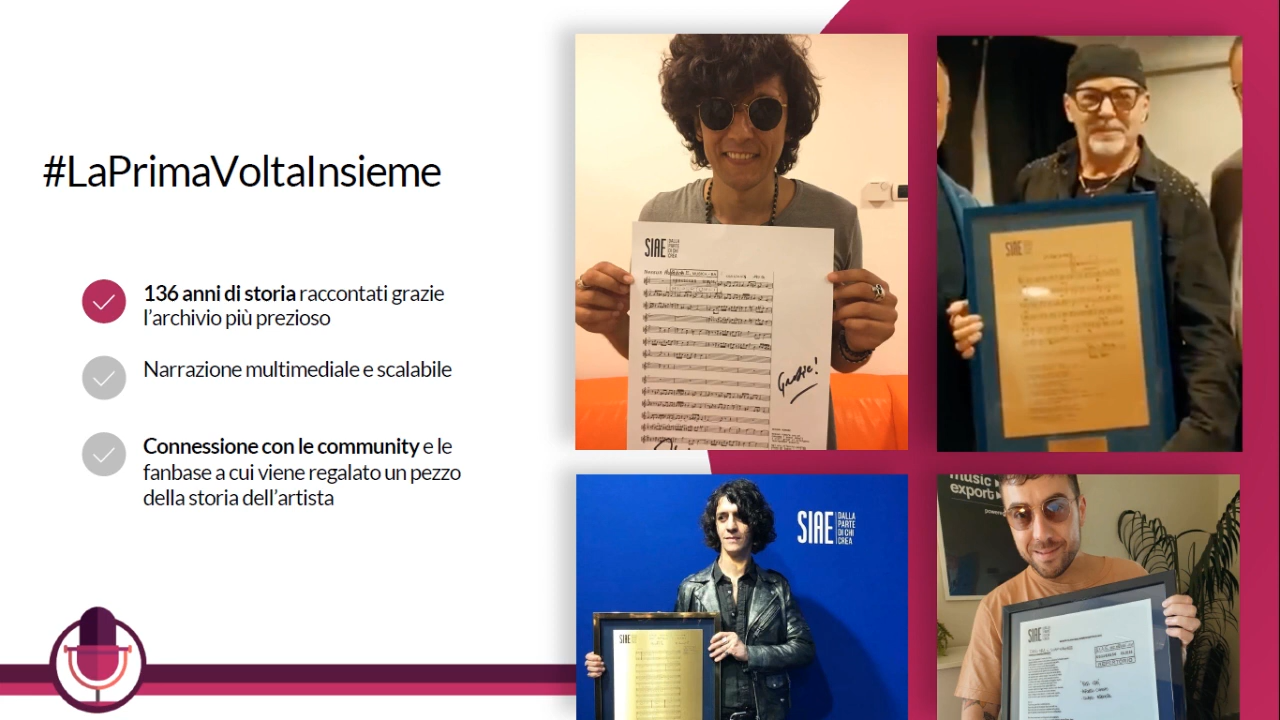 #LaPrimaVoltaInsieme
136 anni di storia raccontati grazie
l'archivio più prezioso
Narrazione multimediale e scalabile
Connessione con le community e le
fanbase a cui viene regalato un pezzo
della storia dell'artista
SIAE DALLA
PARTE
DI CHI
CREA
Grazie!
SIAE
SIAE DALLA
PARTE
DI CHI
CREA
SIAE
music
export
powered
SIAE